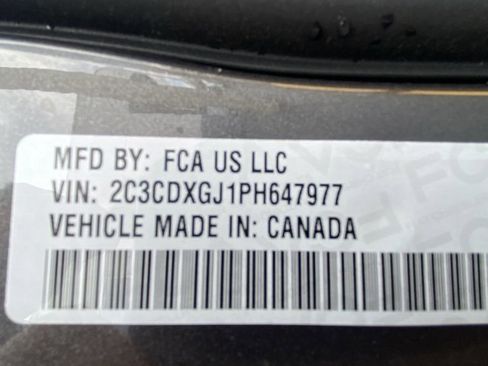 MFD BY: FCA US LLC
VIN: 2C3CDXGJ1PH647977
VEHICLE MADE IN: CANADA